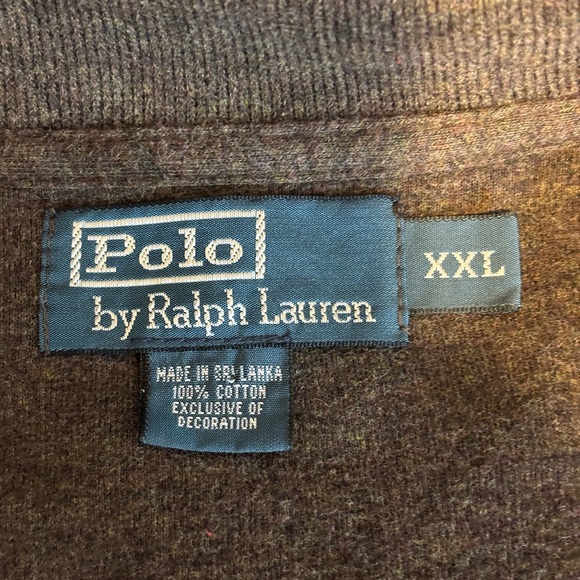 Polo
by Ralph Lauren
XXL
MADE IN SRI LANKA
100% COTTON
EXCLUSIVE OF
DECORATION